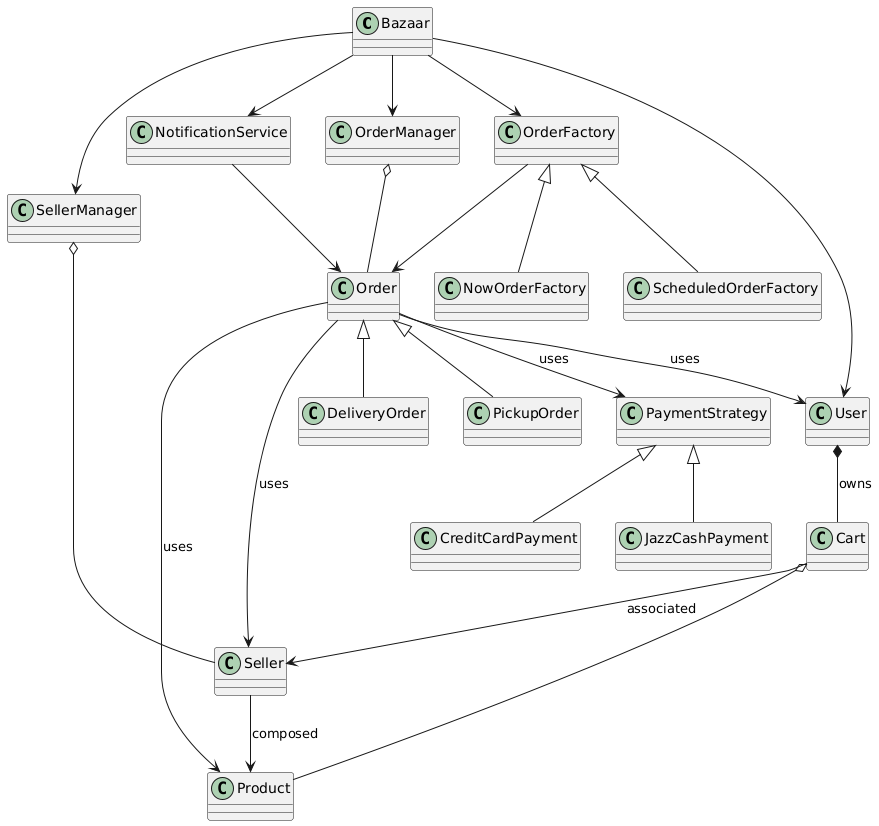 C Bazaar
C NotificationService
C OrderManager
C OrderFactory
C SellerManager
C Order
C NowOrderFactory
C ScheduledOrderFactory
uses
uses
C DeliveryOrder
C PickupOrder
C PaymentStrategy
C User
uses
owns
uses
C CreditCardPayment
C JazzCashPayment
C Cart
associated
C Seller
composed
C Product